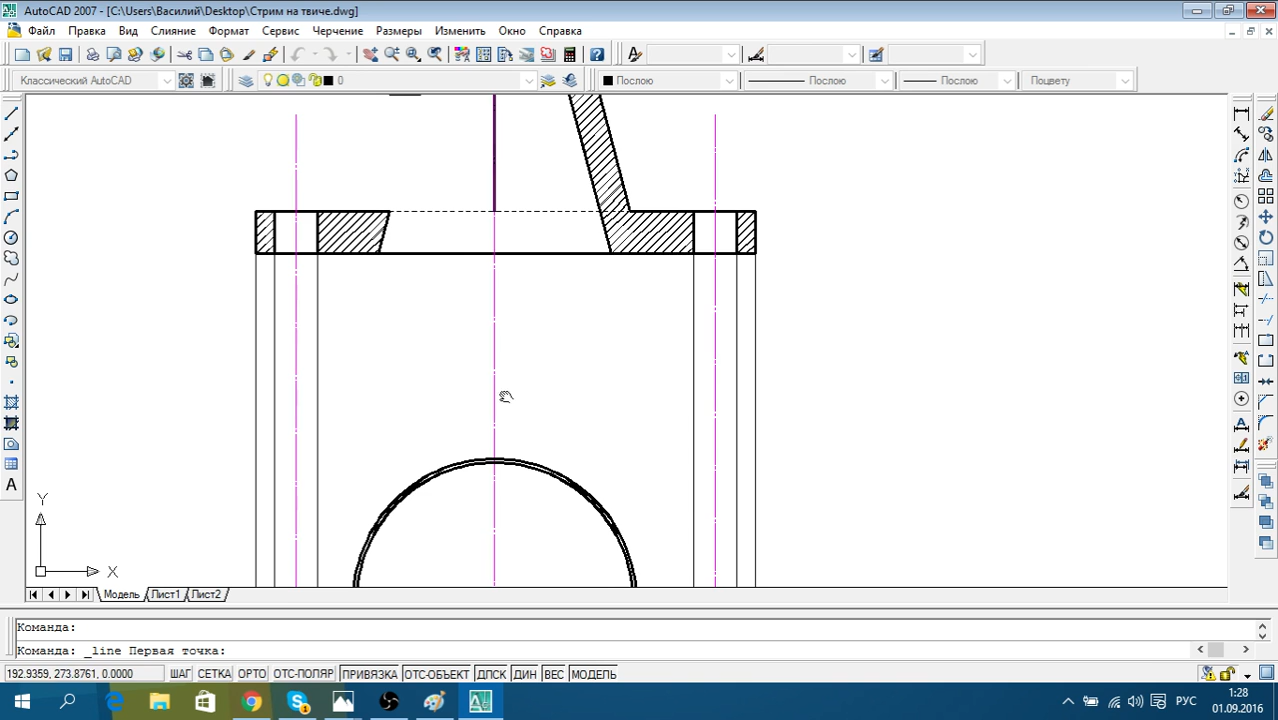 AutoCAD 2007 - [C:\Users\Василий\Desktop\Стрим на твиче.dwg]
Файл Правка Вид Слияние Формат Сервис Черчение Размеры Изменить Окно Справка
Классический AutoCAD 0 Послою Послою Послою Поцвету
A
Y
X
Модель Лист1 Лист2
Команда:
Команда: _line Первая точка:
192.9359, 273.8761, 0.0000 ШАГ СЕТКА ОРТО ОТС-ПОЛЯР ПРИВЯЗКА ОТС-ОБЪЕКТ ДПСК ДИН ВЕС МОДЕЛЬ
РУС
1:28
01.09.2016